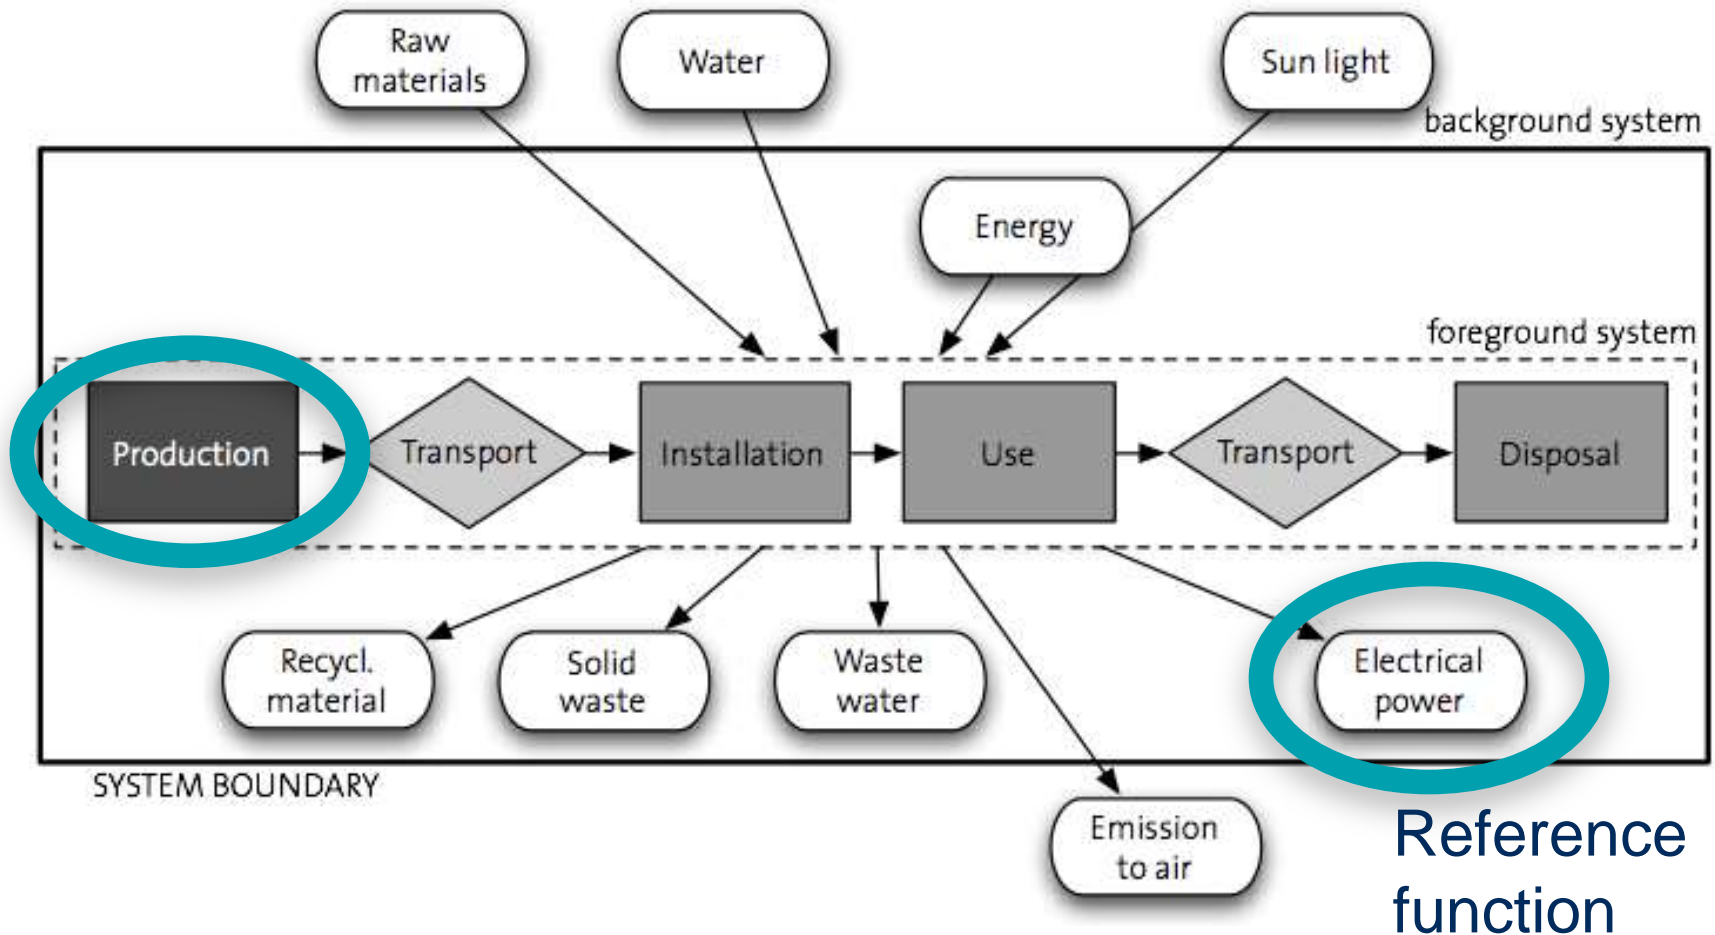 Raw
materials
Water
Sun light
background system
Energy
foreground system
Production
Transport
Installation
Use
Transport
Disposal
Recycl.
material
Solid
waste
Waste
water
Electrical
power
SYSTEM BOUNDARY
Emission
to air
Reference
function